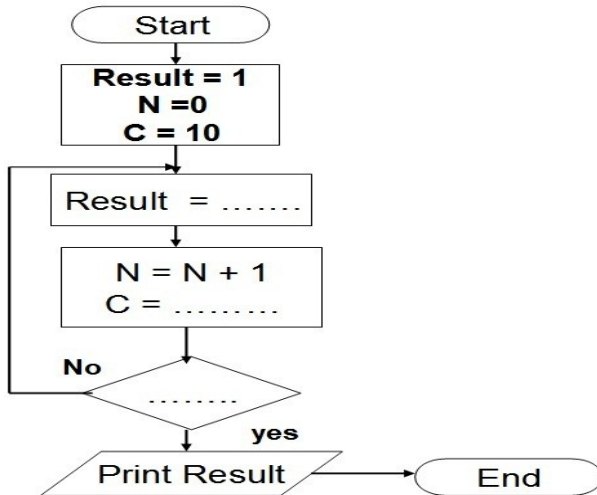 Start
Result = 1
N =0
C = 10
Result = .......
N = N + 1
C = .........
No
........
yes
Print Result
End